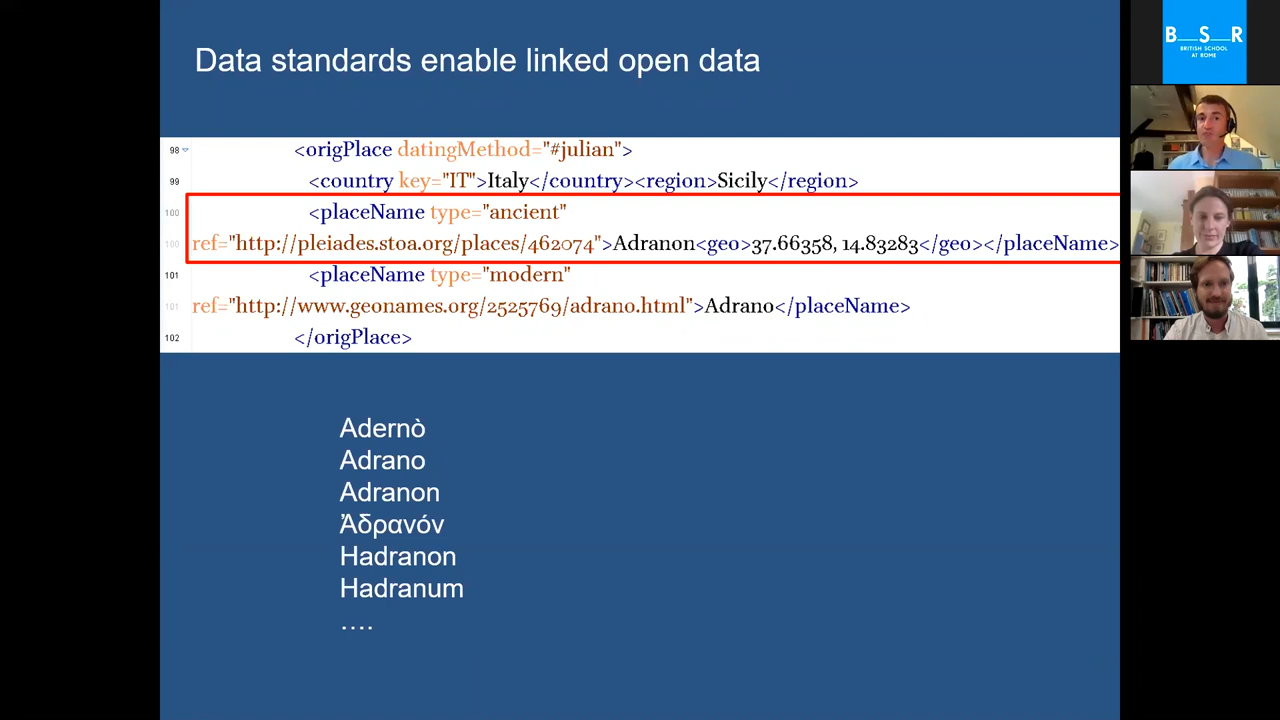 Data standards enable linked open data
98 <origPlace datingMethod="#julian">
99 <country key="IT">Italy</country><region>Sicily</region>
100 <placeName type="ancient"
100 ref="http://pleiades.stoa.org/places/462074">Adranon<geo>37.66358, 14.83283</geo></placeName>
101 <placeName type="modern"
101 ref="http://www.geonames.org/2525769/adrano.html">Adrano</placeName>
102 </origPlace>
Adernò
Adrano
Adranon
Ἀδρανόν
Hadranon
Hadranum
....
B__S__R
BRITISH SCHOOL
AT ROME